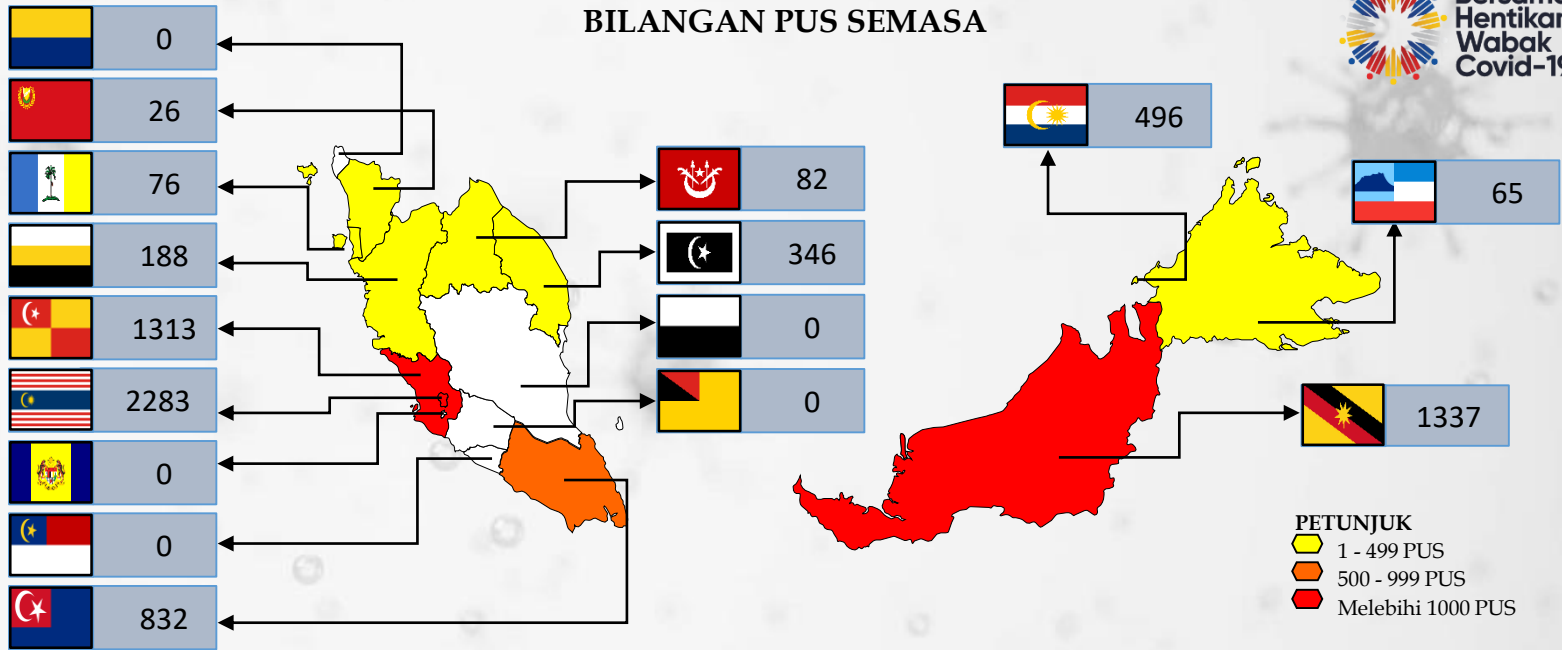 BILANGAN PUS SEMASA
Bersama
Hentikan
Wabak
Covid-19
0
26
76
188
1313
2283
0
0
832
82
346
0
0
496
65
1337
PETUNJUK
1 - 499 PUS
500 - 999 PUS
Melebihi 1000 PUS